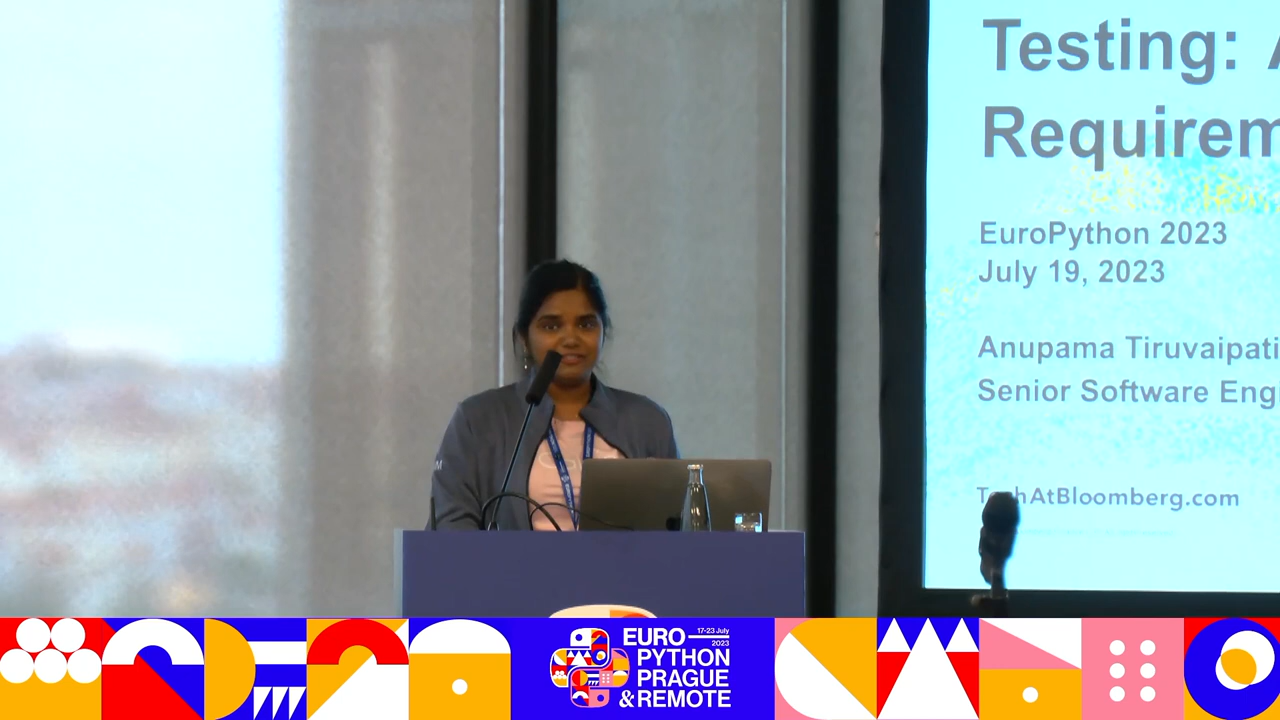 Testing:
Requirem
EuroPython 2023
July 19, 2023
Anupama Tiruvaipati
Senior Software Eng
TechAtBloomberg.com
EURO 17-23 July
2023
PYTHON
PRAGUE
& REMOTE